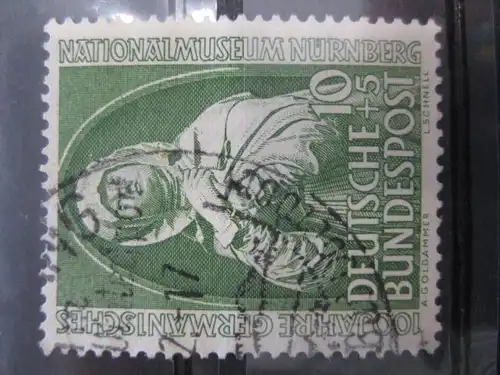 100 JAHRE GERMANISCHES
NATIONALMUSEUM NÜRNBERG
10+5
DEUTSCHE
BUNDESPOST
A. GOLDAMMER
L. SCHNELL